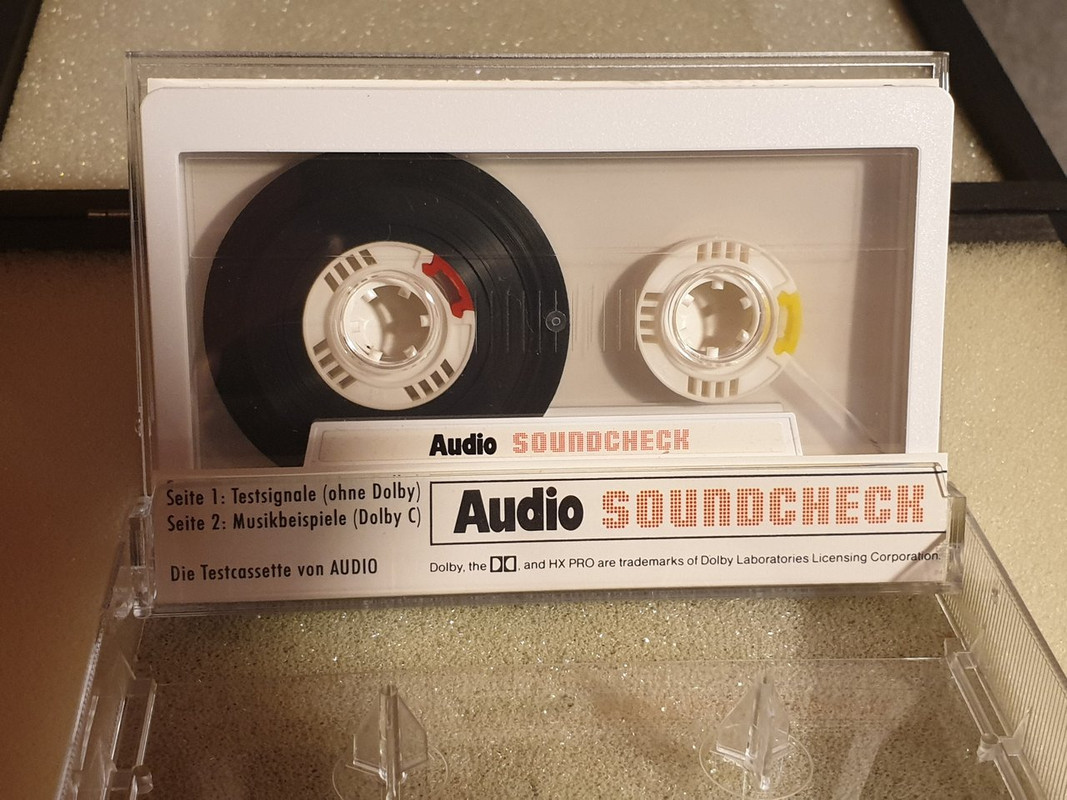 Audio SOUNDCHECK
Seite 1: Testsignale (ohne Dolby)
Seite 2: Musikbeispiele (Dolby C)
Die Testcassette von AUDIO
Audio SOUNDCHECK
Dolby, the , and HX PRO are trademarks of Dolby Laboratories Licensing Corporation.